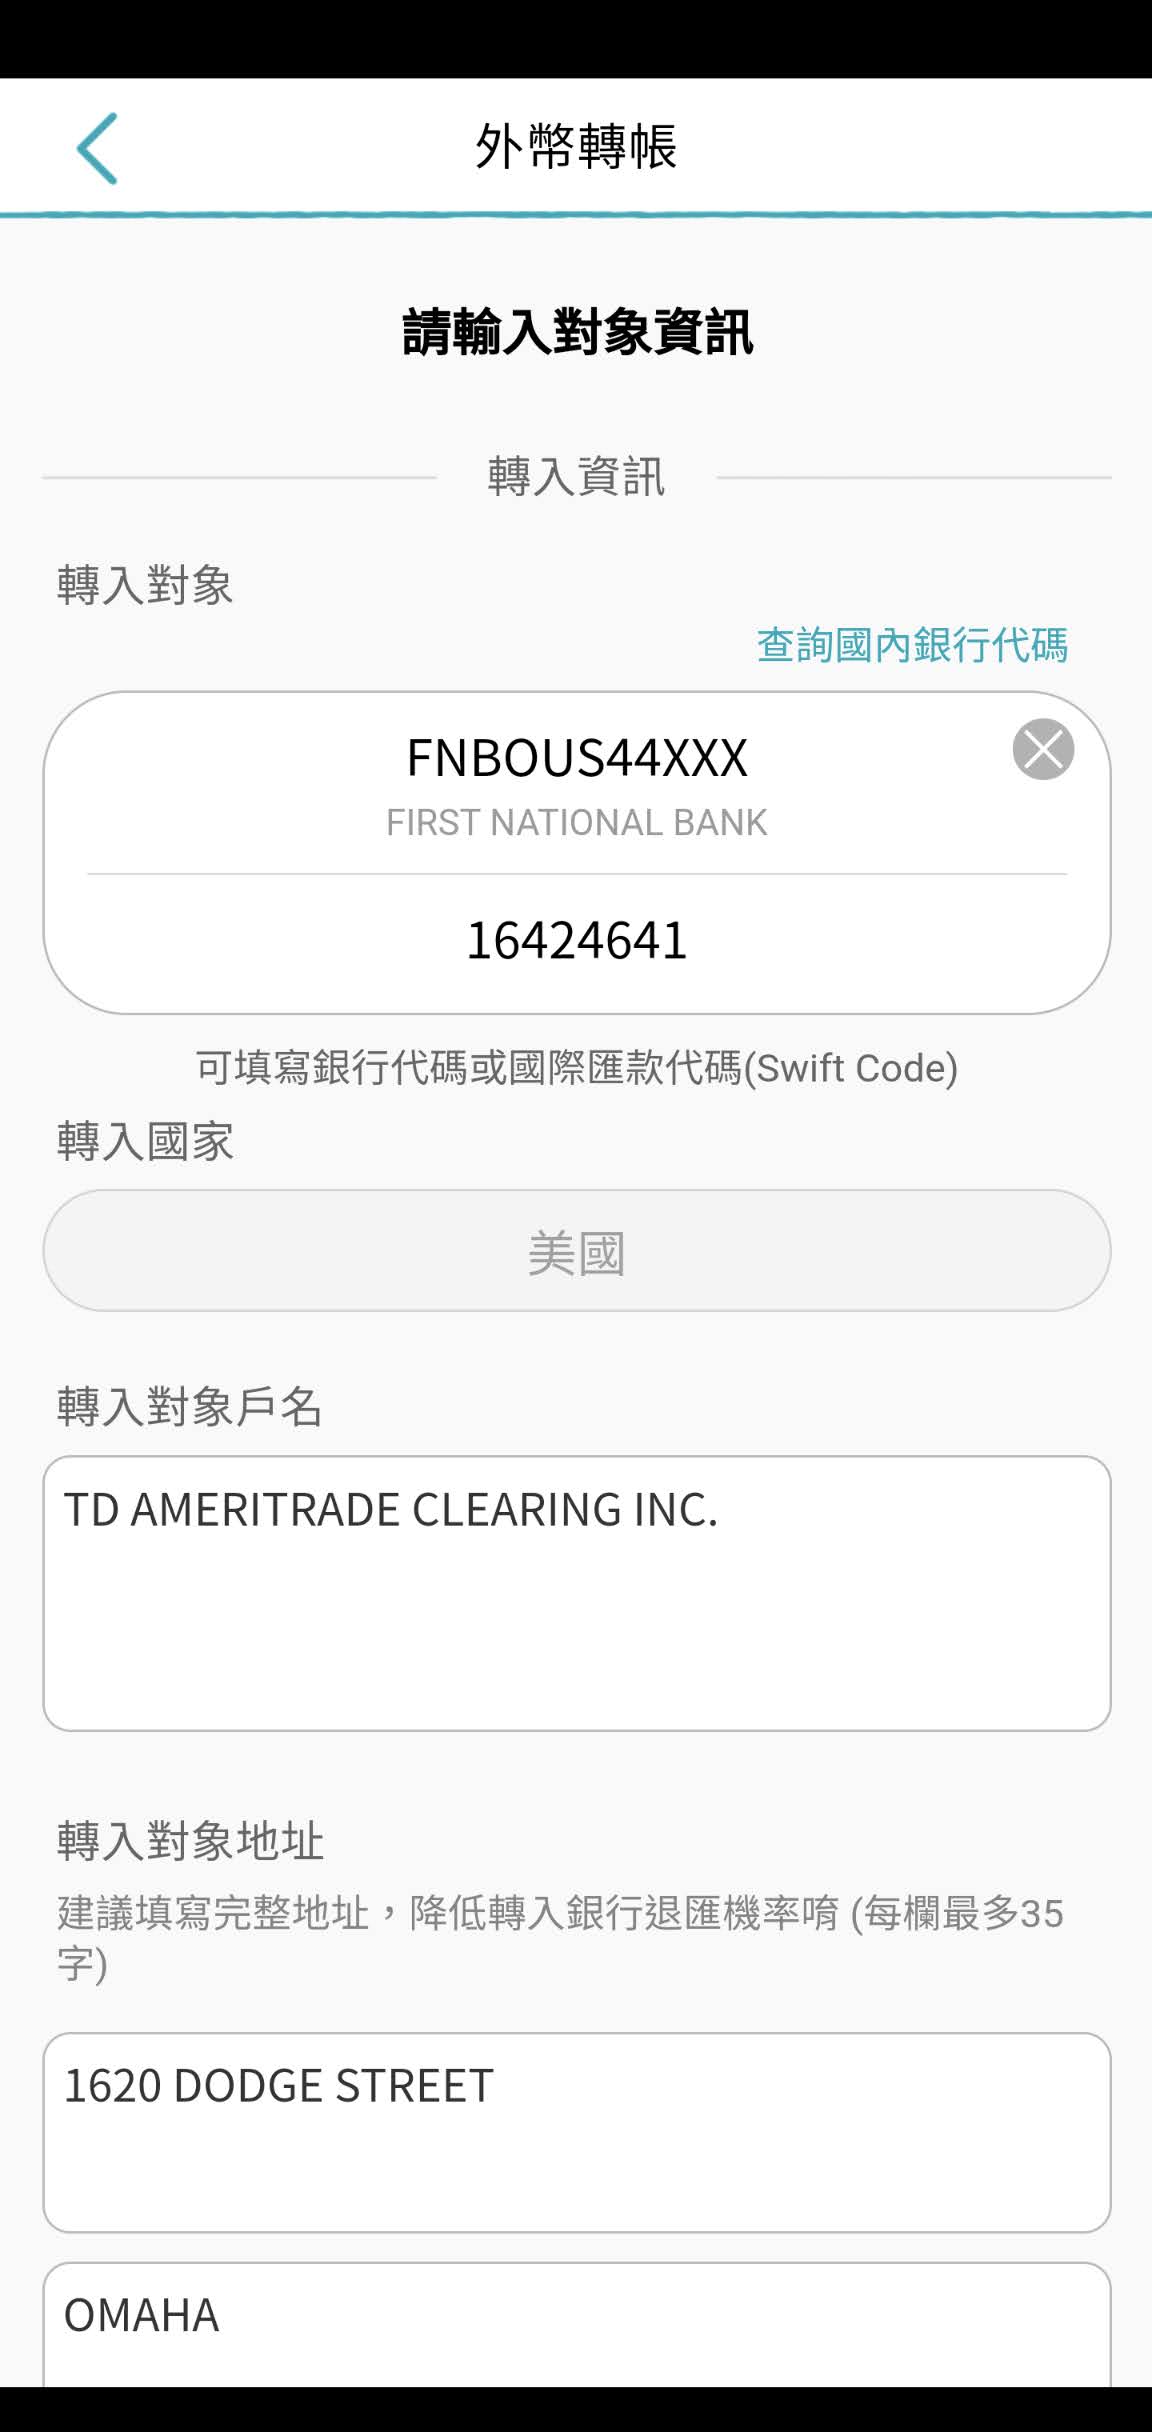 外幣轉帳
請輸入對象資訊
轉入資訊
轉入對象
查詢國內銀行代碼
FNBOUS44XXX
FIRST NATIONAL BANK
16424641
可填寫銀行代碼或國際匯款代碼(Swift Code)
轉入國家
美國
轉入對象戶名
TD AMERITRADE CLEARING INC.
轉入對象地址
建議填寫完整地址，降低轉入銀行退匯機率唷 (每欄最多35
字)
1620 DODGE STREET
OMAHA